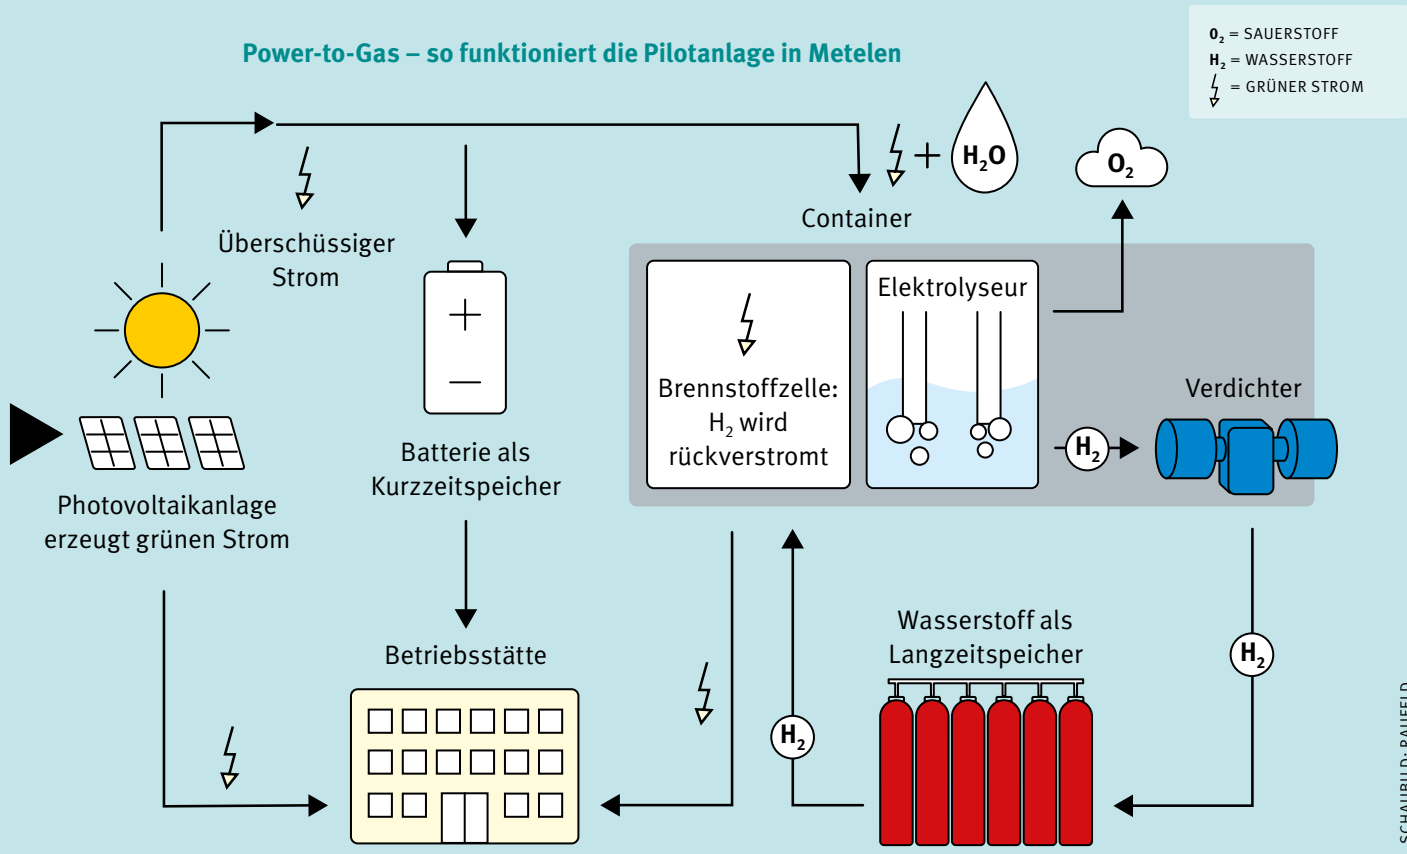 Power-to-Gas – so funktioniert die Pilotanlage in Metelen
O₂ = SAUERSTOFF
H₂ = WASSERSTOFF
= GRÜNER STROM
+
H₂O
O₂
Container
Überschüssiger
Strom
+
–
Elektrolyseur
Brennstoffzelle:
H₂ wird
rückverstromt
Verdichter
H₂
Batterie als
Kurzzeitspeicher
Photovoltaikanlage
erzeugt grünen Strom
Wasserstoff als
Langzeitspeicher
Betriebsstätte
H₂
H₂
SCHAUBILD: RAUFELD